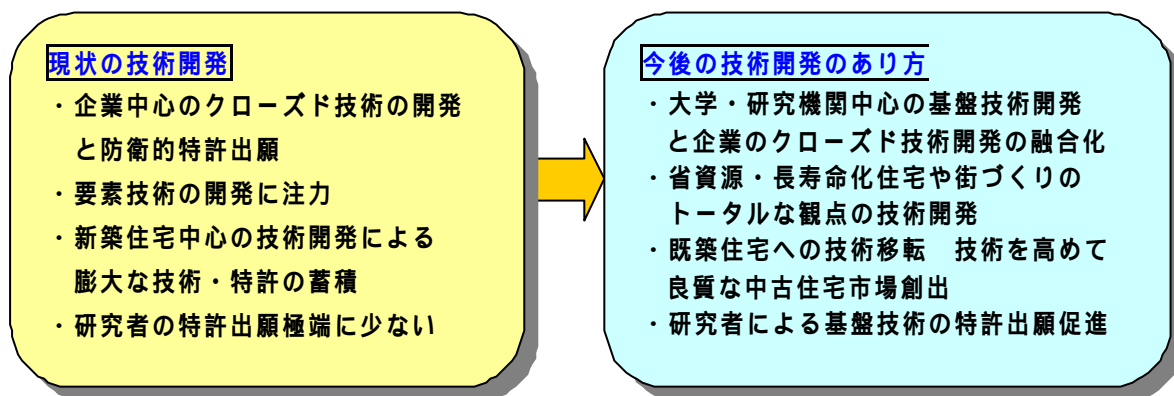 現状の技術開発
・企業中心のクローズド技術の開発
と防衛的特許出願
・要素技術の開発に注力
・新築住宅中心の技術開発による
膨大な技術・特許の蓄積
・研究者の特許出願極端に少ない
今後の技術開発のあり方
・大学・研究機関中心の基盤技術開発
と企業のクローズド技術開発の融合化
・省資源・長寿命化住宅や街づくりの
トータルな観点の技術開発
・既築住宅への技術移転　技術を高めて
良質な中古住宅市場創出
・研究者による基盤技術の特許出願促進